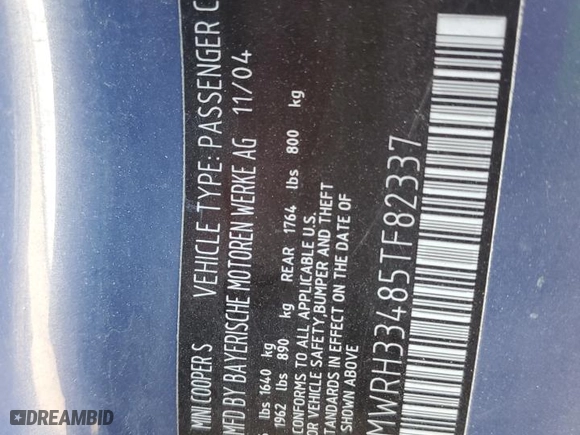 MINI COOPER S VEHICLE TYPE: PASSENGER C
MFD BY BAYERISCHE MOTOREN WERKE AG 11/04
lbs 1640 kg
1962 lbs 890 kg REAR 1764 lbs 800 kg
CONFORMS TO ALL APPLICABLE U.S.
OR VEHICLE SAFETY, BUMPER AND THEFT
STANDARDS IN EFFECT ON THE DATE OF
SHOWN ABOVE
MWRH33485TF82337
DREAMBID